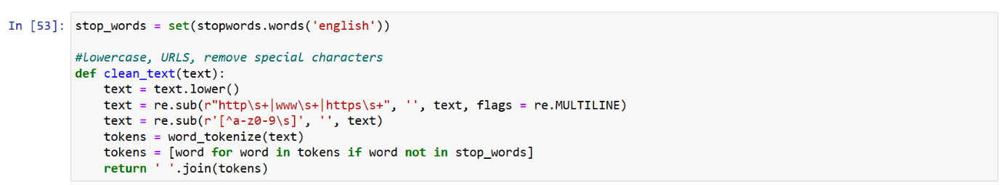 In [53]: stop_words = set(stopwords.words('english'))
#lowercase, URLS, remove special characters
def clean_text(text):
    text = text.lower()
    text = re.sub(r"http\s+|www\s+|https\s+", '', text, flags = re.MULTILINE)
    text = re.sub(r'[^a-z0-9\s]', '', text)
    tokens = word_tokenize(text)
    tokens = [word for word in tokens if word not in stop_words]
    return ' '.join(tokens)